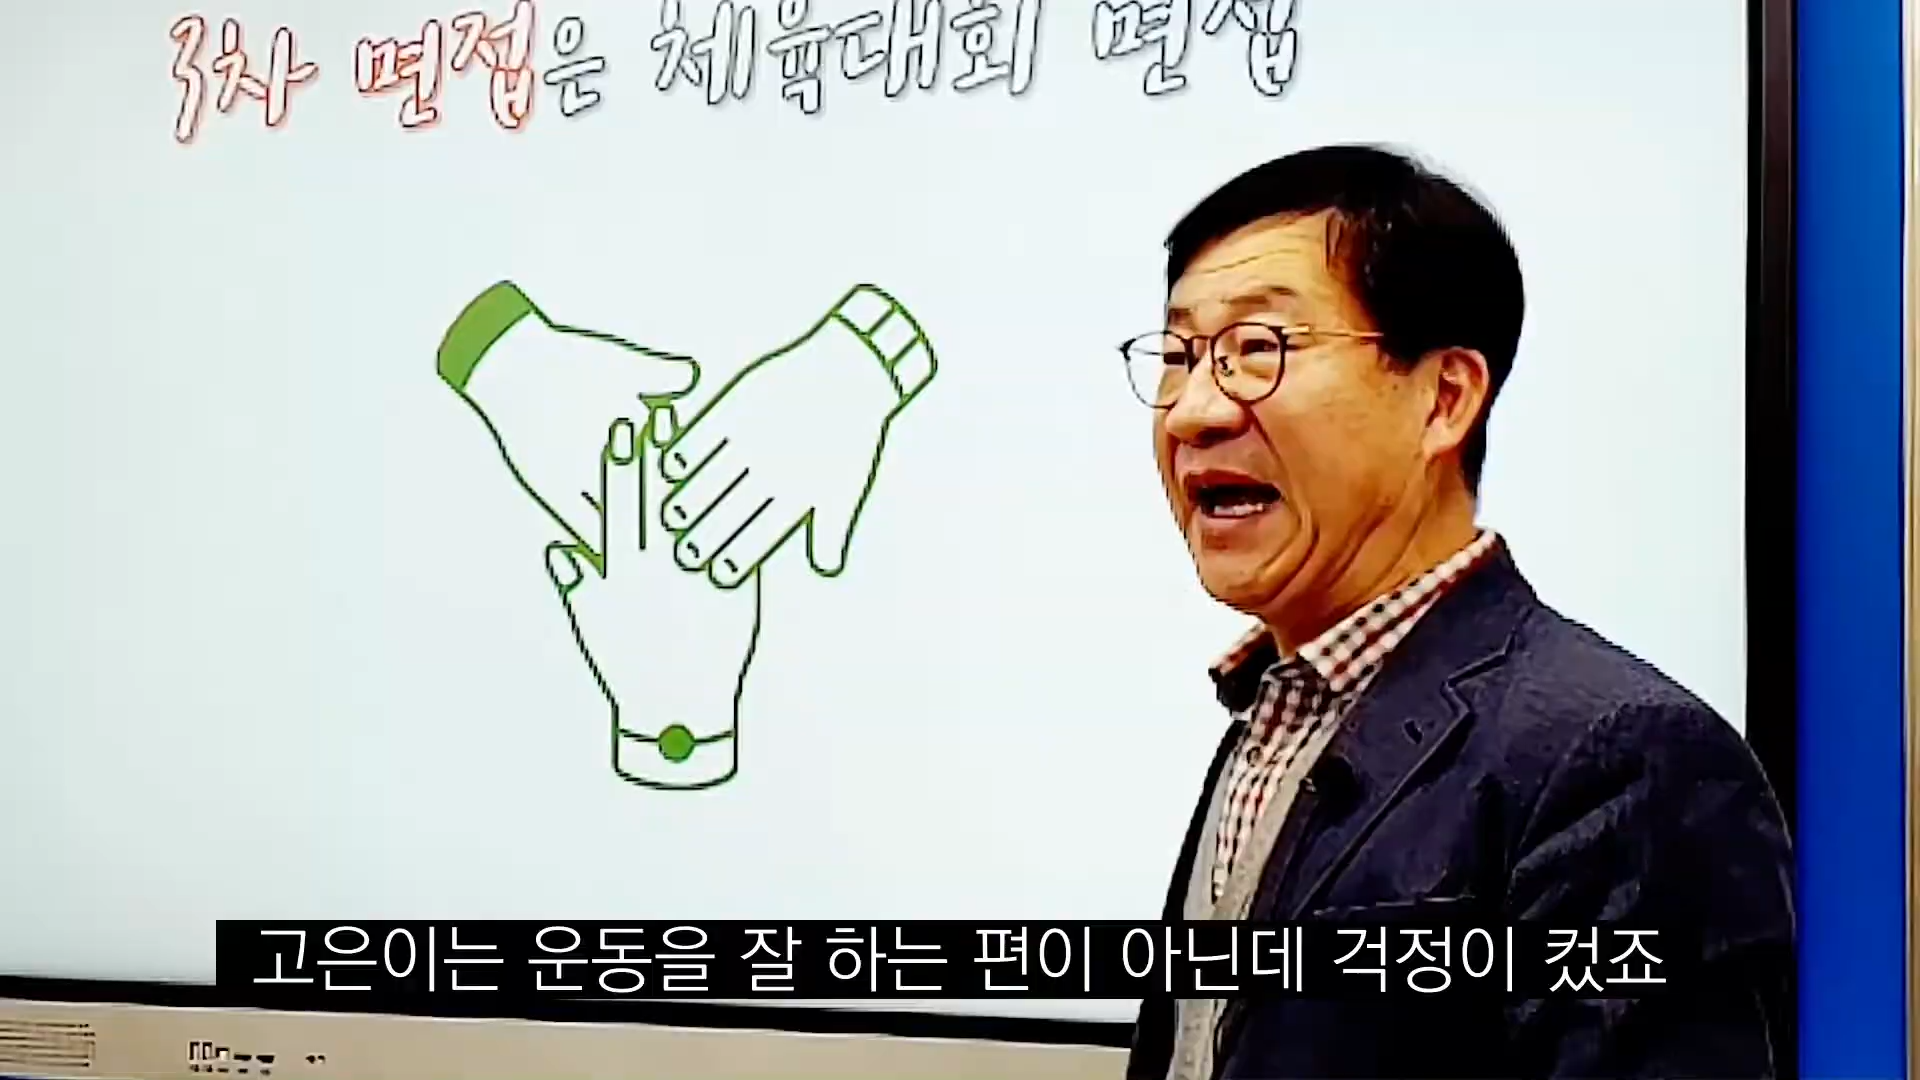 3차 면접은 체육대회 면접
고은이는 운동을 잘 하는 편이 아닌데 걱정이 컸죠